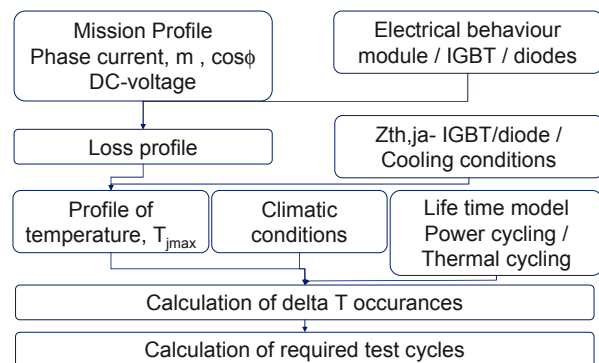 Mission Profile
Phase current, m , cosϕ
DC-voltage
Electrical behaviour
module / IGBT / diodes
Loss profile
Zth,ja- IGBT/diode /
Cooling conditions
Profile of
temperature, Tjmax
Climatic
conditions
Life time model
Power cycling /
Thermal cycling
Calculation of delta T occurances
Calculation of required test cycles